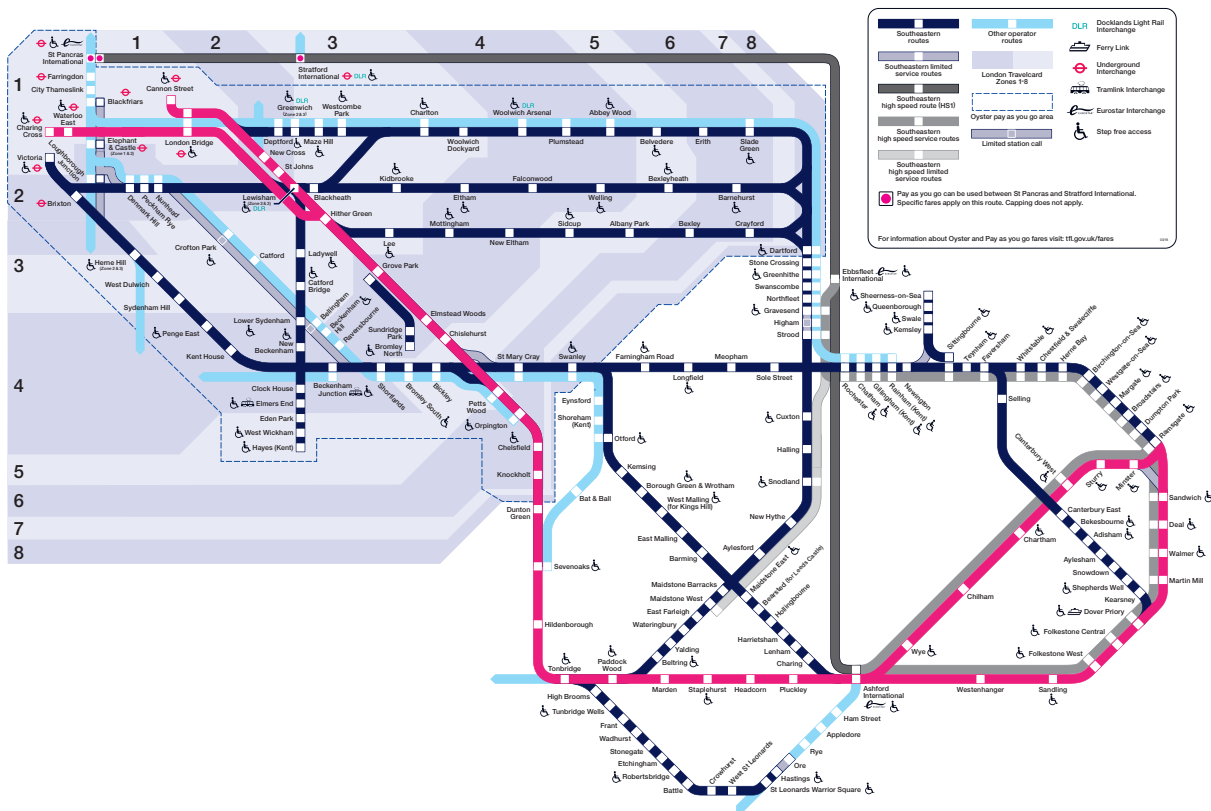 1
2
3
4
5
6
7
8
St Pancras
International
Farringdon
City Thameslink
Blackfriars
Cannon Street
Waterloo
East
Charing
Cross
Elephant
& Castle
(Zone 1 & 2)
London Bridge
Victoria
Loughborough
Junction
Brixton
Stratford
International
DLR
DLR
Greenwich
(Zone 2 & 3)
Westcombe
Park
Deptford
Maze Hill
New Cross
St Johns
Charlton
Woolwich
Dockyard
DLR
Woolwich Arsenal
Plumstead
Abbey Wood
Belvedere
Erith
Slade
Green
Lewisham
(Zone 2 & 3)
DLR
Blackheath
Kidbrooke
Eltham
Falconwood
Welling
Bexleyheath
Barnehurst
Hither Green
Lee
Mottingham
New Eltham
Sidcup
Albany Park
Bexley
Crayford
Denmark Hill
Peckham Rye
Nunhead
Crofton Park
Catford
Bellingham
Beckenham
Hill
Ravensbourne
Ladywell
Catford
Bridge
Lower Sydenham
New
Beckenham
Clock House
Elmers End
Eden Park
West Wickham
Hayes (Kent)
Herne Hill
(Zone 2 & 3)
West Dulwich
Sydenham Hill
Penge East
Kent House
Beckenham
Junction
Shortlands
Bromley South
Bickley
Grove Park
Sundridge
Park
Bromley
North
Elmstead Woods
Chislehurst
Petts
Wood
Orpington
Chelsfield
Knockholt
Dunton
Green
Sevenoaks
Hildenborough
Tonbridge
St Mary Cray
Swanley
Farningham Road
Longfield
Meopham
Sole Street
Eynsford
Shoreham
(Kent)
Otford
Bat & Ball
Kemsing
Borough Green & Wrotham
West Malling
(for Kings Hill)
East Malling
Barming
Maidstone East
Bearsted (for Leeds Castle)
Hollingbourne
Harrietsham
Lenham
Charing
Dartford
Stone Crossing
Greenhithe
Swanscombe
Northfleet
Gravesend
Higham
Strood
Ebbsfleet
International
Cuxton
Halling
Snodland
New Hythe
Aylesford
Maidstone Barracks
Maidstone West
East Farleigh
Wateringbury
Yalding
Beltring
Paddock
Wood
Marden
Staplehurst
Headcorn
Pluckley
Ashford
International
High Brooms
Tunbridge Wells
Frant
Wadhurst
Stonegate
Etchingham
Robertsbridge
Battle
Crowhurst
West St Leonards
St Leonards Warrior Square
Hastings
Ore
Rye
Appledore
Ham Street
Rochester
Chatham
Gillingham (Kent)
Rainham (Kent)
Newington
Sheerness-on-Sea
Queenborough
Swale
Kemsley
Sittingbourne
Teynham
Faversham
Whitstable
Chestfield & Swalecliffe
Herne Bay
Birchington-on-Sea
Westgate-on-Sea
Margate
Broadstairs
Dumpton Park
Ramsgate
Selling
Canterbury East
Bekesbourne
Adisham
Aylesham
Snowdown
Shepherds Well
Kearsney
Dover Priory
Folkestone Central
Folkestone West
Canterbury West
Sturry
Minster
Chartham
Chilham
Wye
Sandwich
Deal
Walmer
Martin Mill
Westenhanger
Sandling
Southeastern
routes
Southeastern limited
service routes
Southeastern
high speed route (HS1)
Southeastern
high speed service routes
Southeastern
high speed limited
service routes
Other operator
routes
London Travelcard
Zones 1-8
Oyster pay as you go area
Limited station call
DLR
Docklands Light Rail
Interchange
Ferry Link
Underground
Interchange
Tramlink Interchange
Eurostar Interchange
Step free access
Pay as you go can be used between St Pancras and Stratford International.
Specific fares apply on this route. Capping does not apply.
For information about Oyster and Pay as you go fares visit: tfl.gov.uk/fares